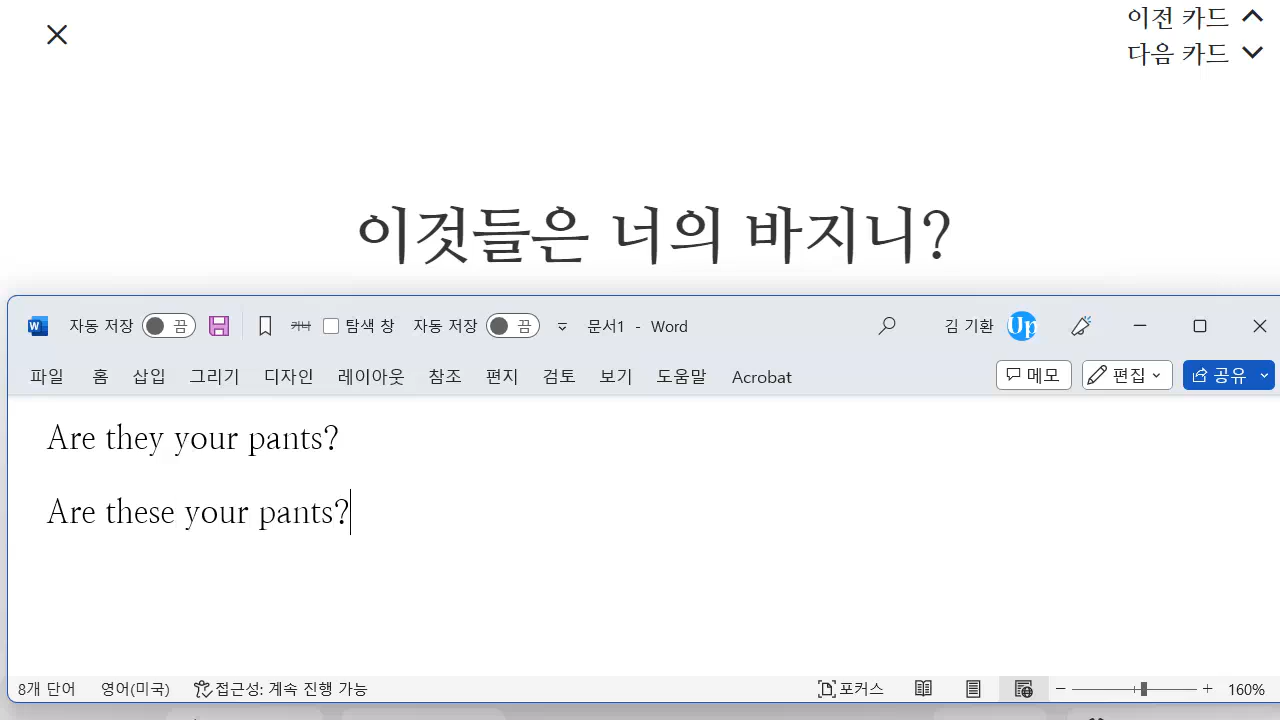 이전 카드
다음 카드
이것들은 너의 바지니?
자동 저장 끔 가나 탐색 창 자동 저장 끔 문서1 - Word 김 기환 Up
파일 홈 삽입 그리기 디자인 레이아웃 참조 편지 검토 보기 도움말 Acrobat 메모 편집 공유
Are they your pants?
Are these your pants?
8개 단어 영어(미국) 접근성: 계속 진행 가능 포커스 160%